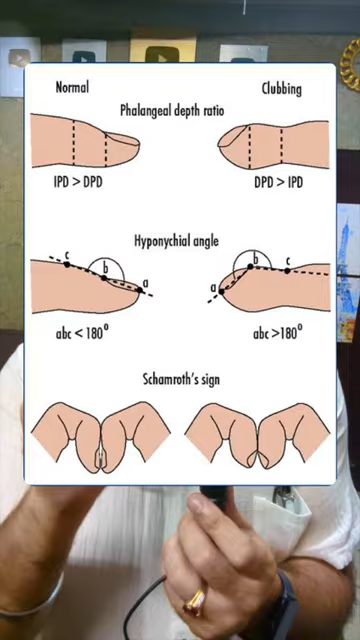 Normal
Clubbing
Phalangeal depth ratio
IPD > DPD
DPD > IPD
Hyponychial angle
c
b
a
a
b
c
abc < 180°
abc >180°
Schamroth's sign